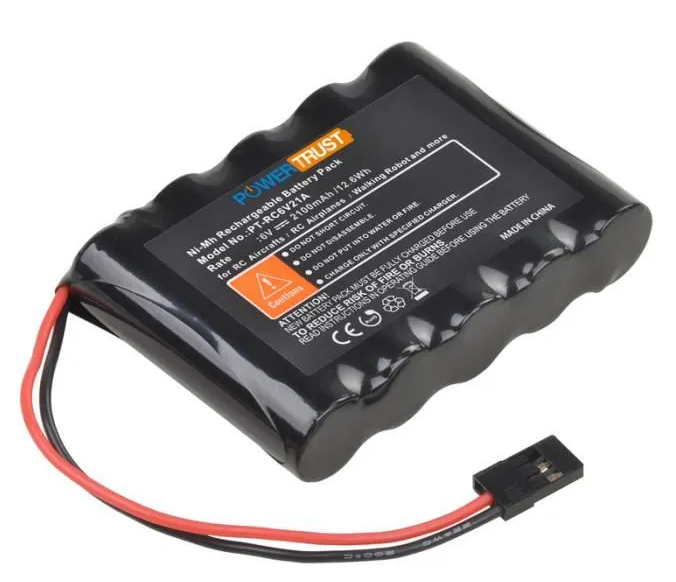 POWERTRUST
Ni-Mh Rechargeable Battery Pack
Model No.:PT-RC6V21A
Rate :6V 2100mAh/12.6Wh
for RC Aircrafts / RC Airplanes / Walking Robot and more
Cautions
● DO NOT SHORT CIRCUIT.
● DO NOT DISASSEMBLE.
● DO NOT PUT INTO WATER OR FIRE.
● CHARGE ONLY WITH SPECIFIED CHARGER.
ATTENTION:
NEW BATTERY PACK MUST BE FULLY CHARGED BEFORE USE
TO REDUCE RISK OF FIRE OR BURNS
READ INSTRUCTIONS IN OPERATING GUIDE BEFORE USING THE BATTERY
CE
MADE IN CHINA